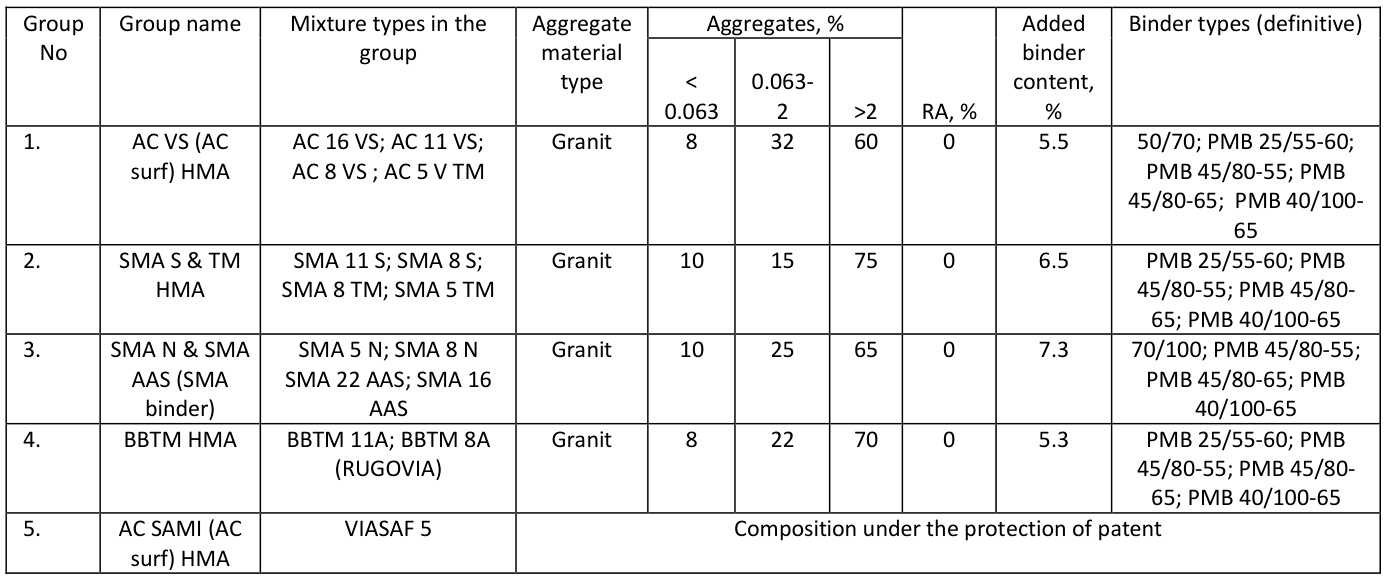 Group No | Group name | Mixture types in the group | Aggregate material type | Aggregates, % | RA, % | Added binder content, % | Binder types (definitive)
< 0.063 | 0.063-2 | >2
1. | AC VS (AC surf) HMA | AC 16 VS; AC 11 VS; AC 8 VS ; AC 5 V TM | Granit | 8 | 32 | 60 | 0 | 5.5 | 50/70; PMB 25/55-60; PMB 45/80-55; PMB 45/80-65; PMB 40/100-65
2. | SMA S & TM HMA | SMA 11 S; SMA 8 S; SMA 8 TM; SMA 5 TM | Granit | 10 | 15 | 75 | 0 | 6.5 | PMB 25/55-60; PMB 45/80-55; PMB 45/80-65; PMB 40/100-65
3. | SMA N & SMA AAS (SMA binder) | SMA 5 N; SMA 8 N SMA 22 AAS; SMA 16 AAS | Granit | 10 | 25 | 65 | 0 | 7.3 | 70/100; PMB 45/80-55; PMB 45/80-65; PMB 40/100-65
4. | BBTM HMA | BBTM 11A; BBTM 8A (RUGOVIA) | Granit | 8 | 22 | 70 | 0 | 5.3 | PMB 25/55-60; PMB 45/80-55; PMB 45/80-65; PMB 40/100-65
5. | AC SAMI (AC surf) HMA | VIASAF 5 | Composition under the protection of patent